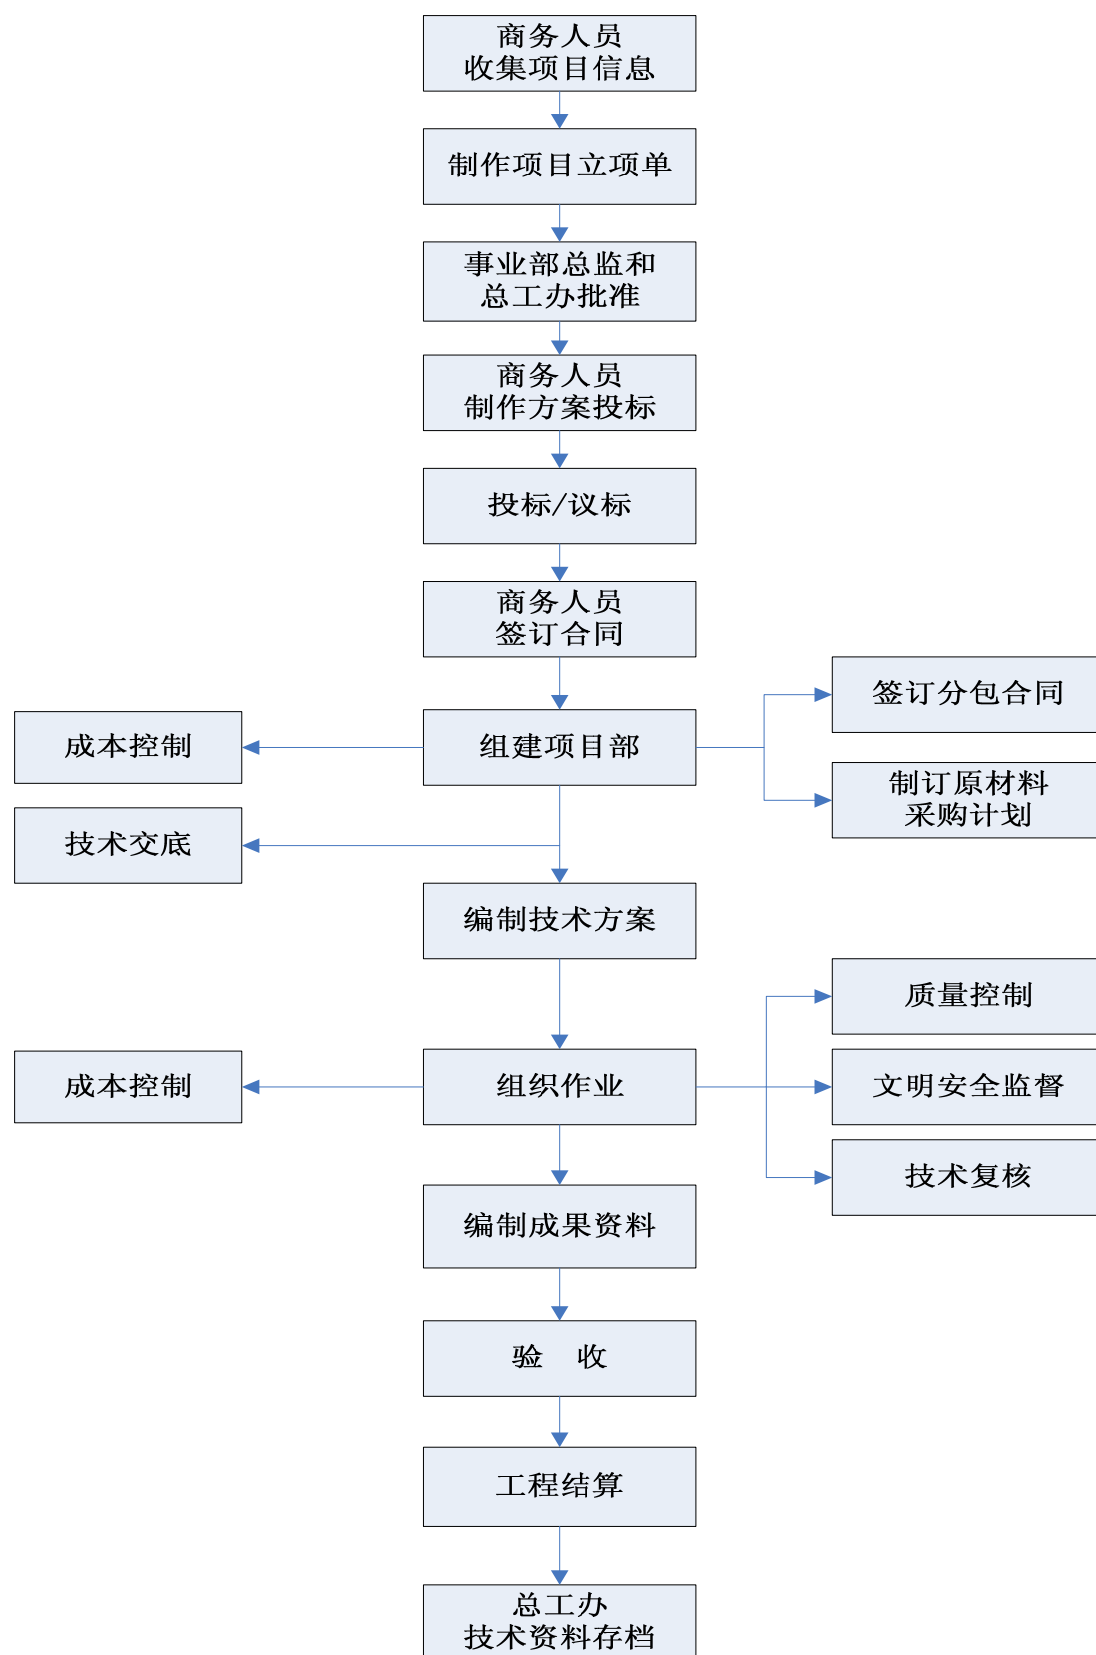 商务人员
收集项目信息
制作项目立项单
事业部总监和
总工办批准
商务人员
制作方案投标
投标/议标
商务人员
签订合同
签订分包合同
成本控制
组建项目部
制订原材料
采购计划
技术交底
编制技术方案
质量控制
成本控制
组织作业
文明安全监督
技术复核
编制成果资料
验 收
工程结算
总工办
技术资料存档